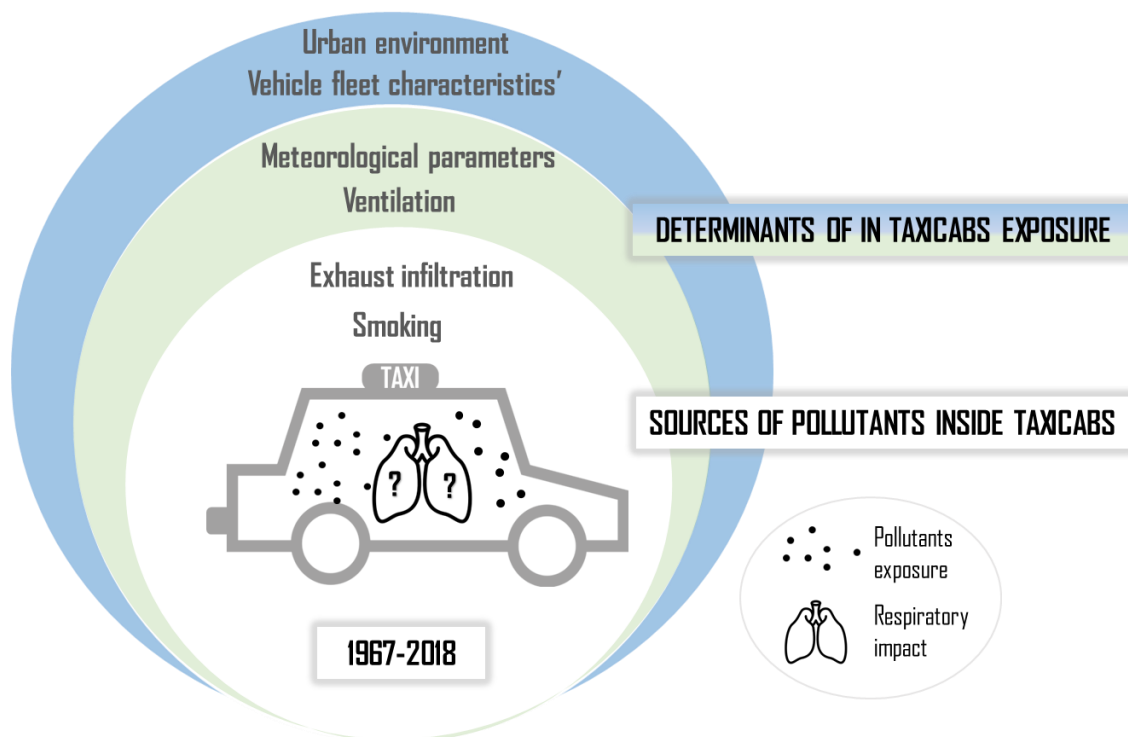 Urban environment
Vehicle fleet characteristics’
Meteorological parameters
Ventilation
DETERMINANTS OF IN TAXICABS EXPOSURE
Exhaust infiltration
Smoking
TAXI
SOURCES OF POLLUTANTS INSIDE TAXICABS
? ?
Pollutants
exposure
Respiratory
impact
1967-2018